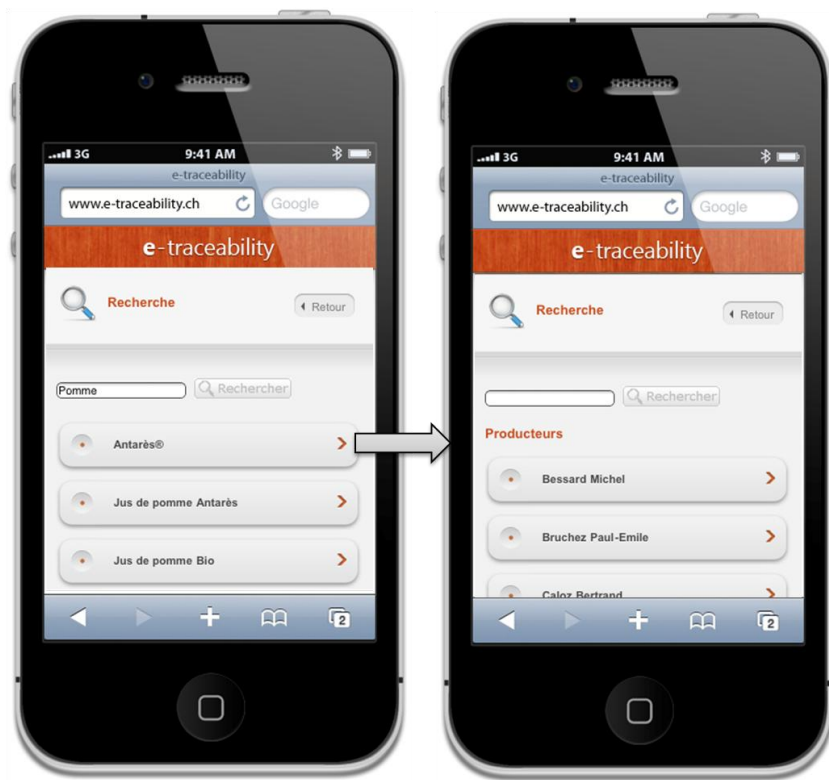 3G 9:41 AM
e-traceability
www.e-traceability.ch Google
e-traceability
Recherche
Retour
Pomme Rechercher
Antarès®
Jus de pomme Antarès
Jus de pomme Bio
2
3G 9:41 AM
e-traceability
www.e-traceability.ch Google
e-traceability
Recherche
Retour
Rechercher
Producteurs
Bessard Michel
Bruchez Paul-Emile
Caloz Bertrand
2